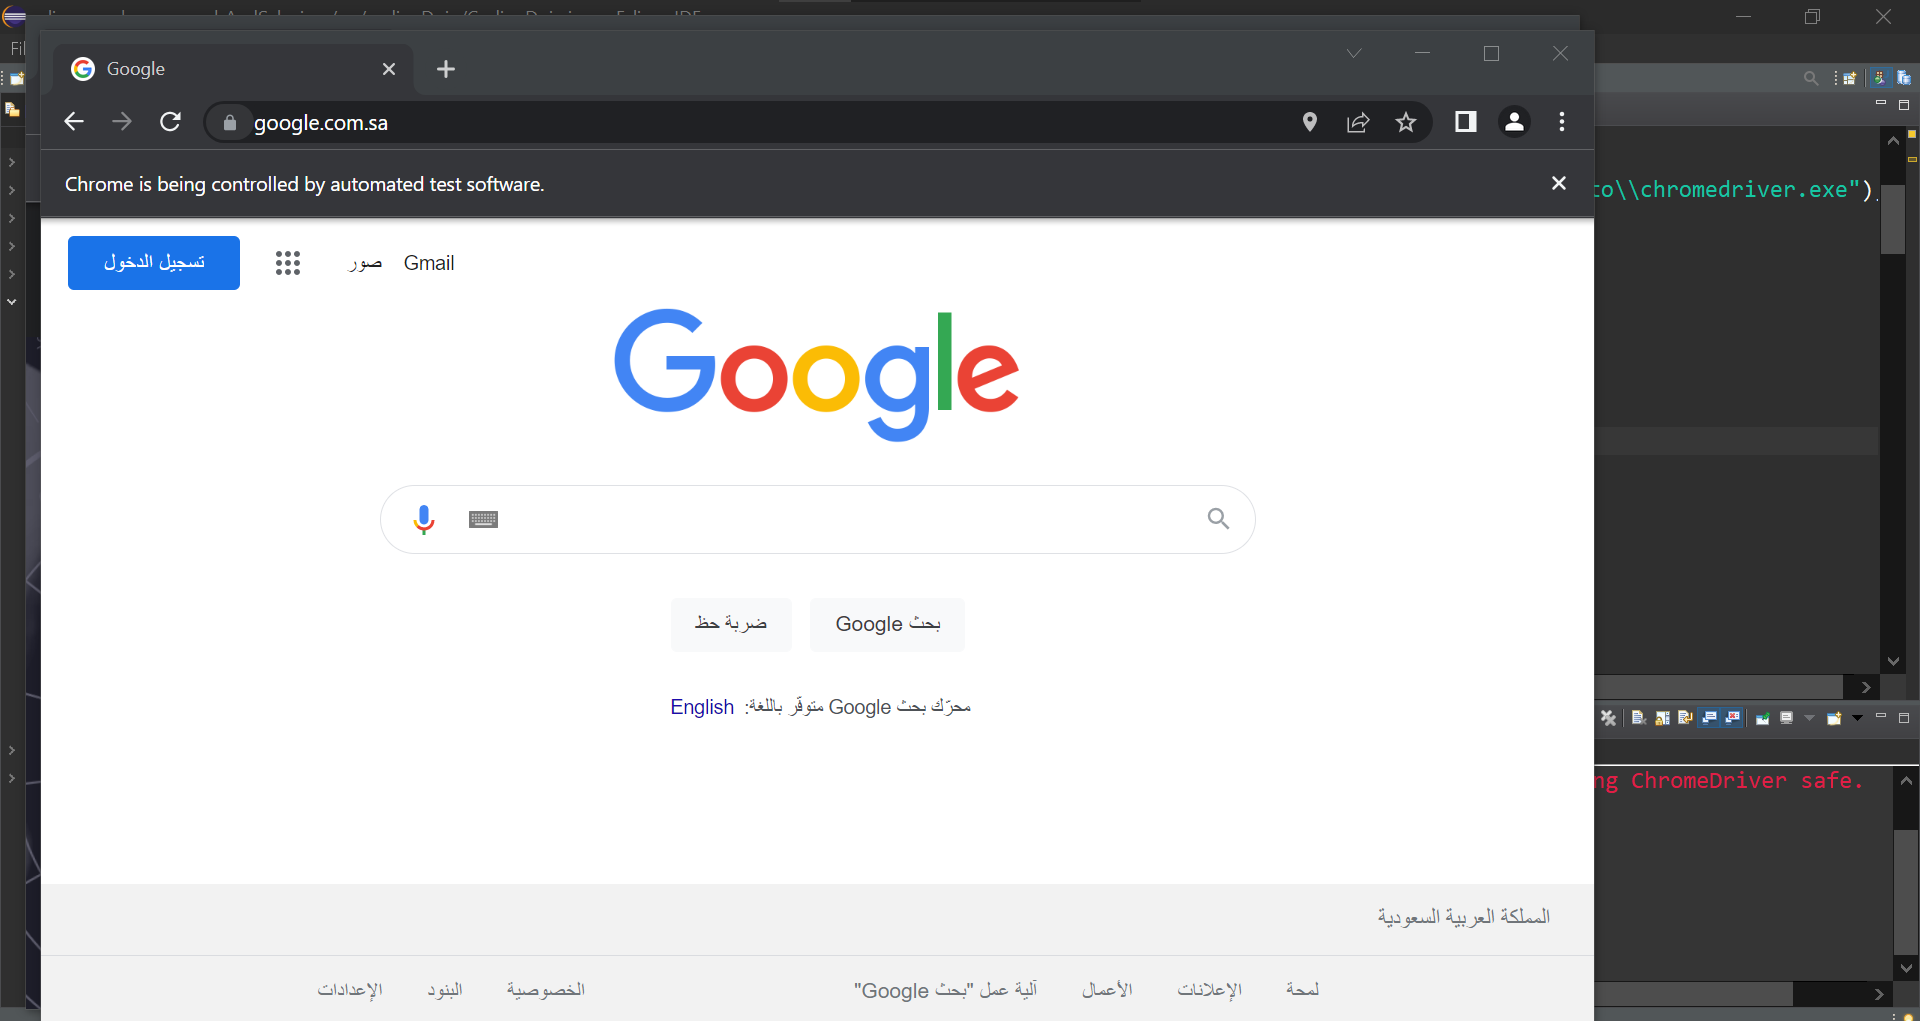 Fil
Google
google.com.sa
Chrome is being controlled by automated test software.
to\\chromedriver.exe")
تسجيل الدخول
صور
Gmail
Google
بحث Google
ضربة حظ
محرّك بحث Google متوفّر باللغة: English
ng ChromeDriver safe.
المملكة العربية السعودية
لمحة
الإعلانات
الأعمال
آلية عمل "بحث Google"
الخصوصية
البنود
الإعدادات